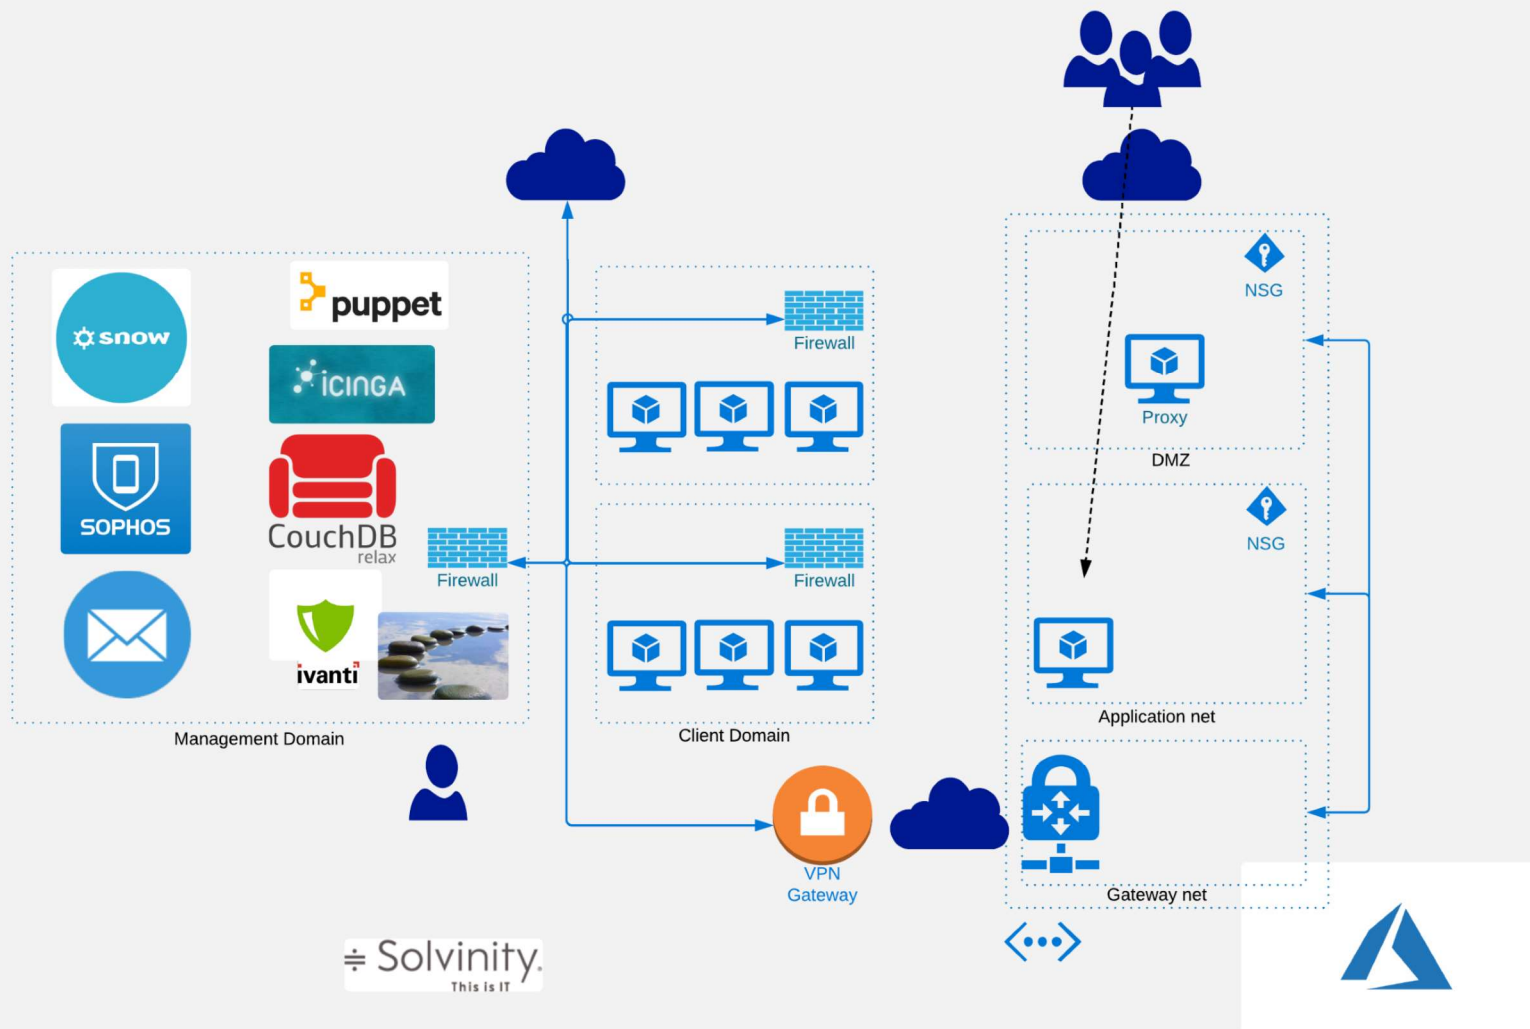 snow
puppet
ICINGA
SOPHOS
CouchDB
relax
ivanti
Firewall
Management Domain
Firewall
Firewall
Client Domain
VPN
Gateway
NSG
Proxy
DMZ
NSG
Application net
Gateway net
Solvinity.
This is IT